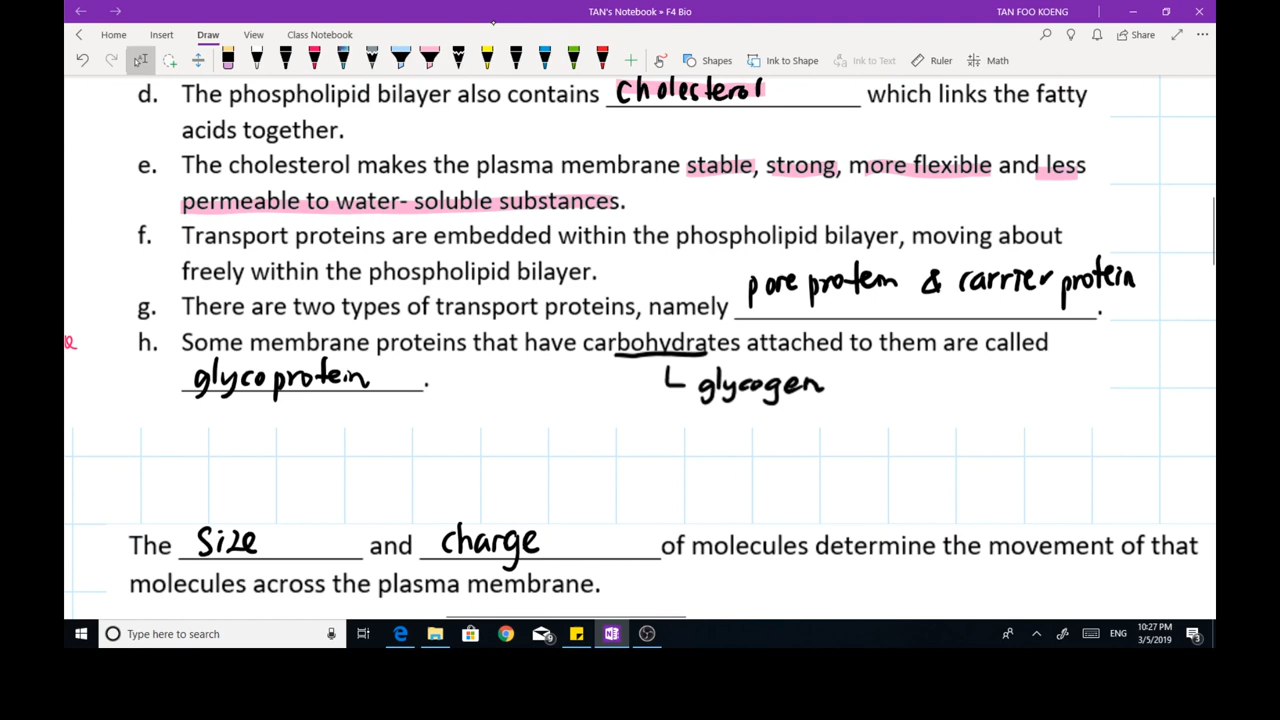 TAN's Notebook » F4 Bio
TAN FOO KOENG
Home Insert Draw View Class Notebook
Share
Shapes Ink to Shape Ink to Text Ruler Math
d. The phospholipid bilayer also contains cholesterol which links the fatty
acids together.
e. The cholesterol makes the plasma membrane stable, strong, more flexible and less
permeable to water- soluble substances.
f. Transport proteins are embedded within the phospholipid bilayer, moving about
freely within the phospholipid bilayer.
g. There are two types of transport proteins, namely pore protein & carrier protein.
h. Some membrane proteins that have carbohydrates attached to them are called
glycoprotein.
glycogen
The size and charge of molecules determine the movement of that
molecules across the plasma membrane.
Type here to search
9
ENG
10:27 PM
3/5/2019
3